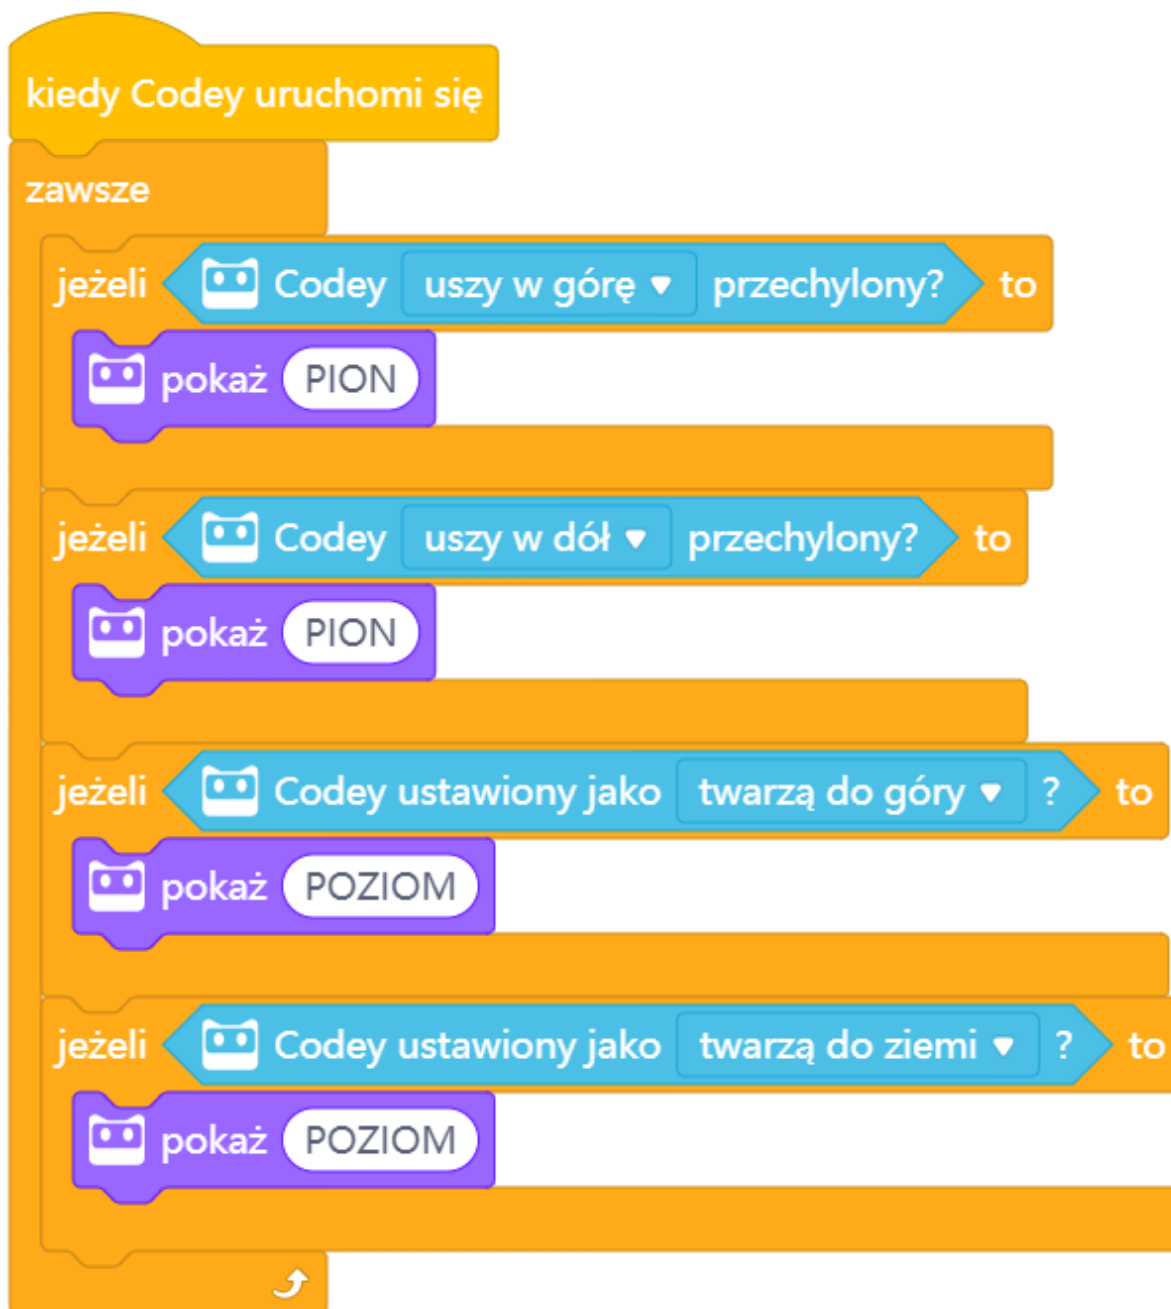 kiedy Codey uruchomi się
zawsze
jeżeli Codey uszy w górę przechylony? to
pokaż PION
jeżeli Codey uszy w dół przechylony? to
pokaż PION
jeżeli Codey ustawiony jako twarzą do góry ? to
pokaż POZIOM
jeżeli Codey ustawiony jako twarzą do ziemi ? to
pokaż POZIOM